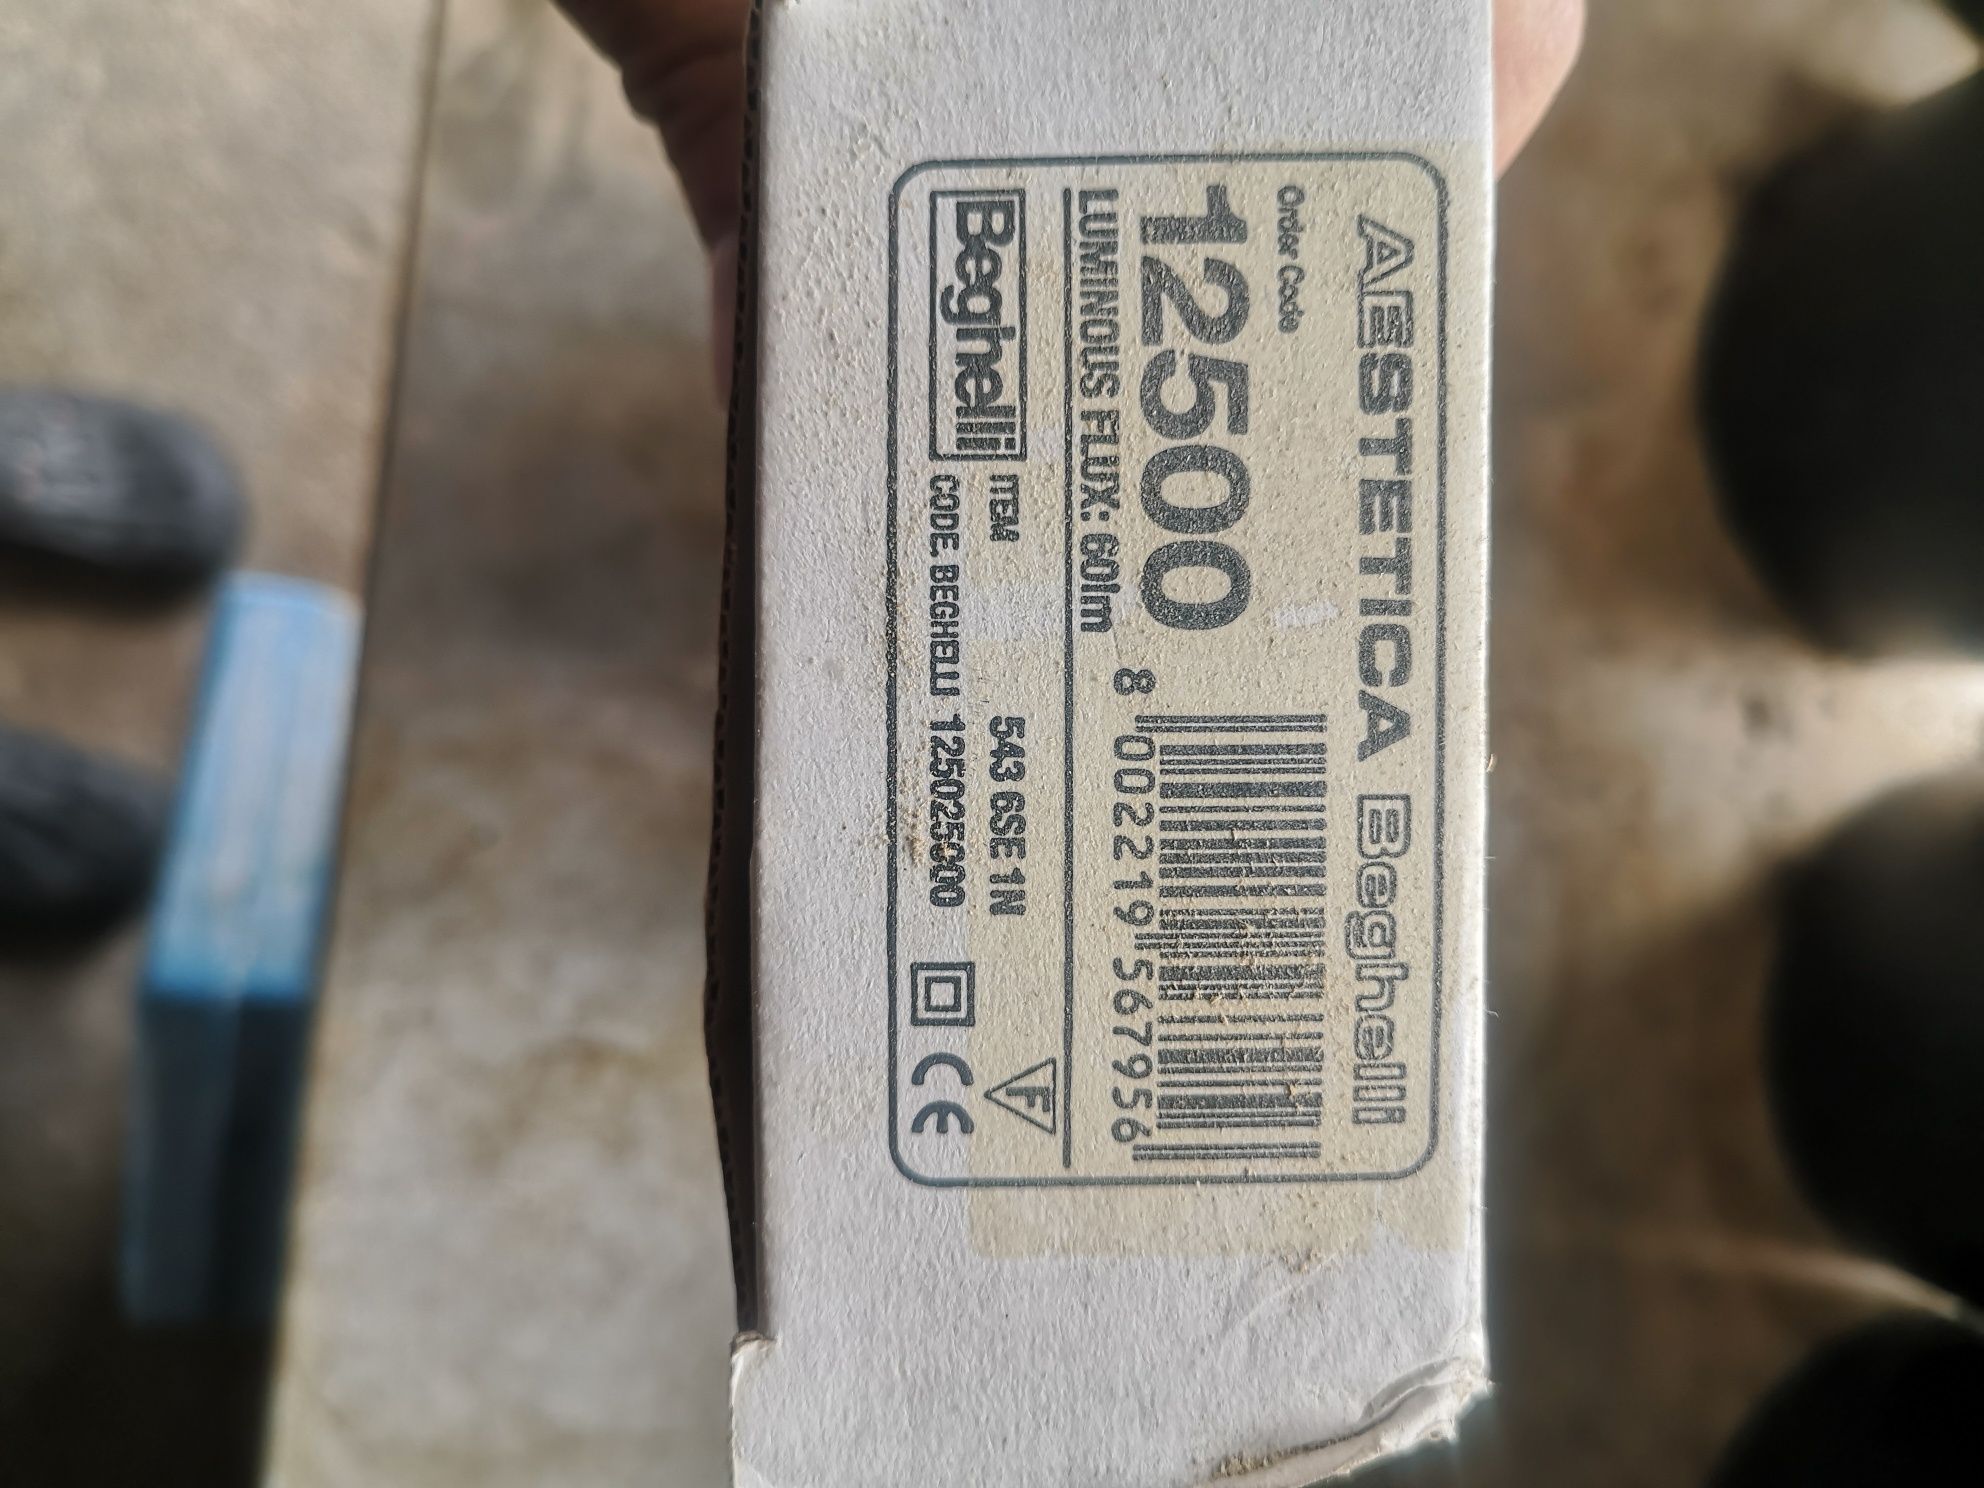 AESTETICA Beghelli
Order Code
12500
8 002219 567956
LUMINOUS FLUX: 60lm
Beghelli
ITEM 543 6SE 1N
F
CODE BEGHELLI 125025000
CE